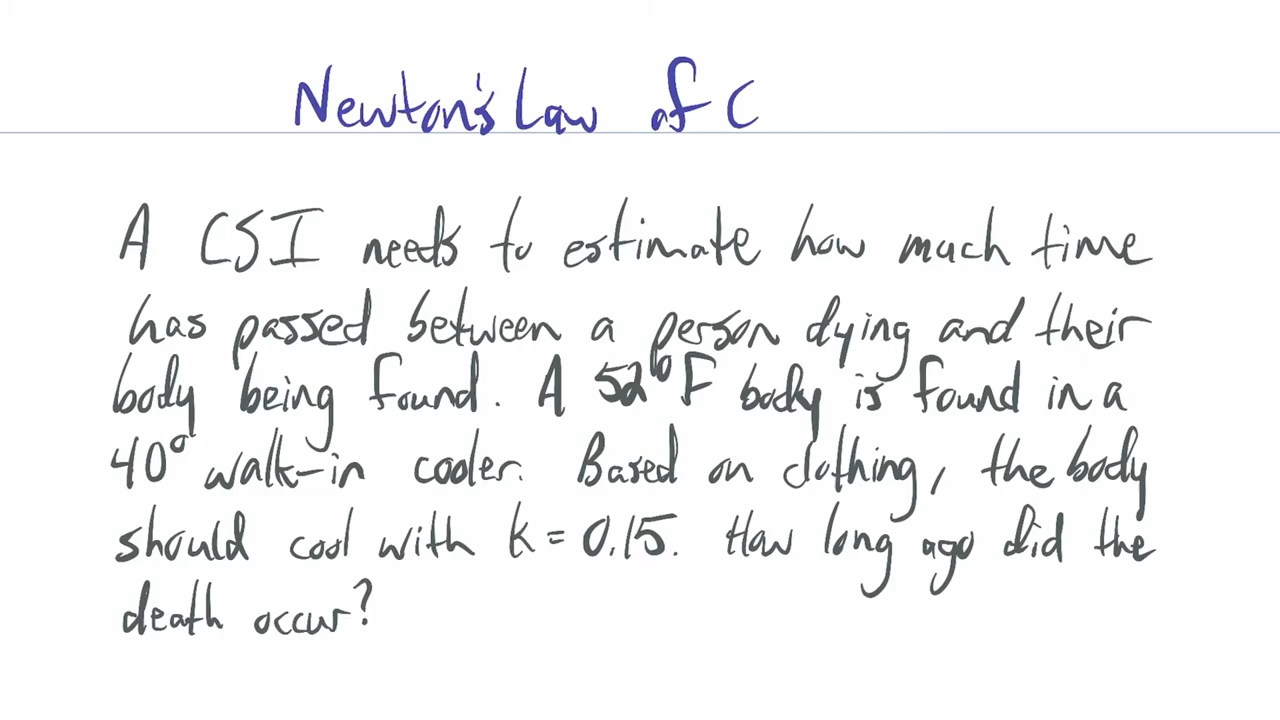 Newton's Law of C
A CSI needs to estimate how much time
has passed between a person dying and their
body being found. A 52°F body is found in a
40° walk-in cooler. Based on clothing, the body
should cool with k = 0.15. How long ago did the
death occur?